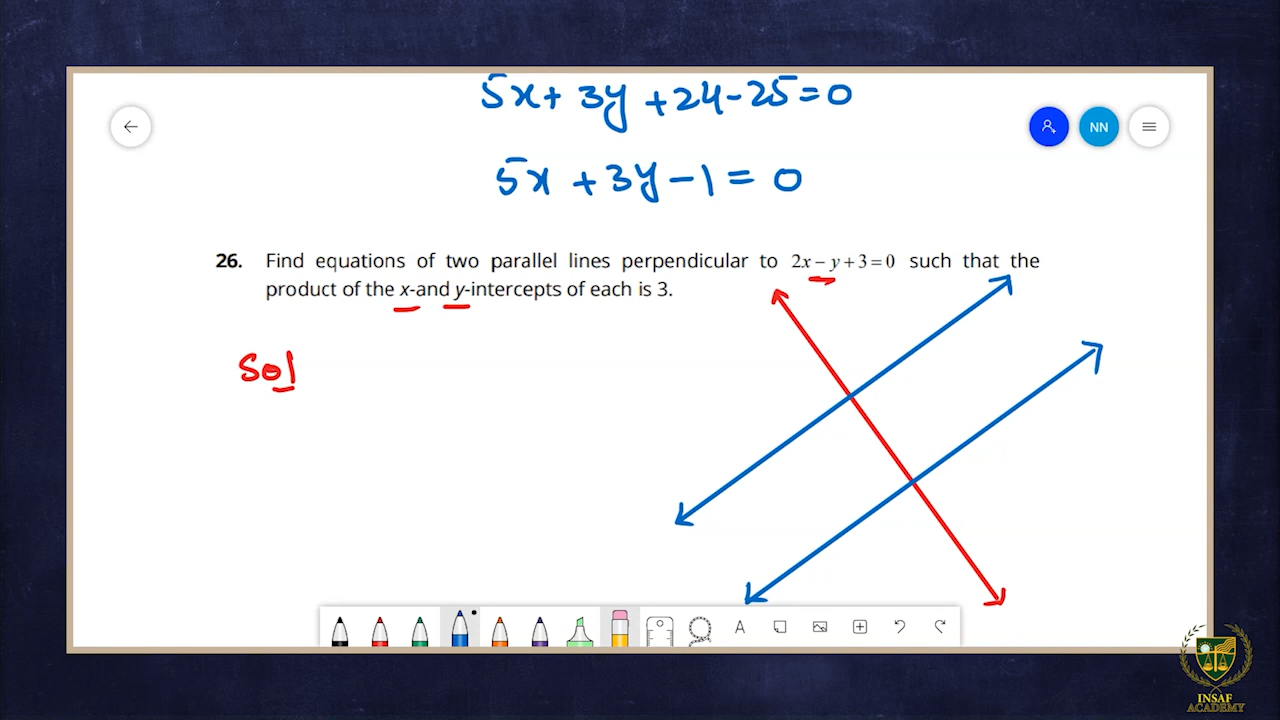 5x + 3y + 24 - 25 = 0
5x + 3y - 1 = 0
26. Find equations of two parallel lines perpendicular to 2x − y + 3 = 0 such that the
product of the x-and y-intercepts of each is 3.
Sol
NN
A
INSAF
ACADEMY